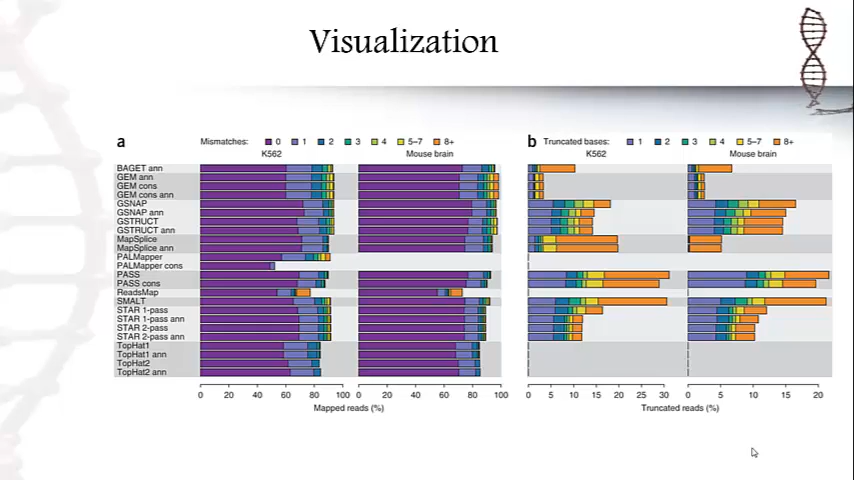 Visualization
a Mismatches: 0 1 2 3 4 5–7 8+
K562 Mouse brain
b Truncated bases: 1 2 3 4 5–7 8+
K562 Mouse brain
BAGET ann
GEM ann
GEM cons
GEM cons ann
GSNAP
GSNAP ann
GSTRUCT
GSTRUCT ann
MapSplice
MapSplice ann
PALMapper
PALMapper cons
PASS
PASS cons
ReadsMap
SMALT
STAR 1-pass
STAR 1-pass ann
STAR 2-pass
STAR 2-pass ann
TopHat1
TopHat1 ann
TopHat2
TopHat2 ann
0 20 40 60 80 100 0 20 40 60 80 100
Mapped reads (%)
0 5 10 15 20 25 30 0 5 10 15 20
Truncated reads (%)